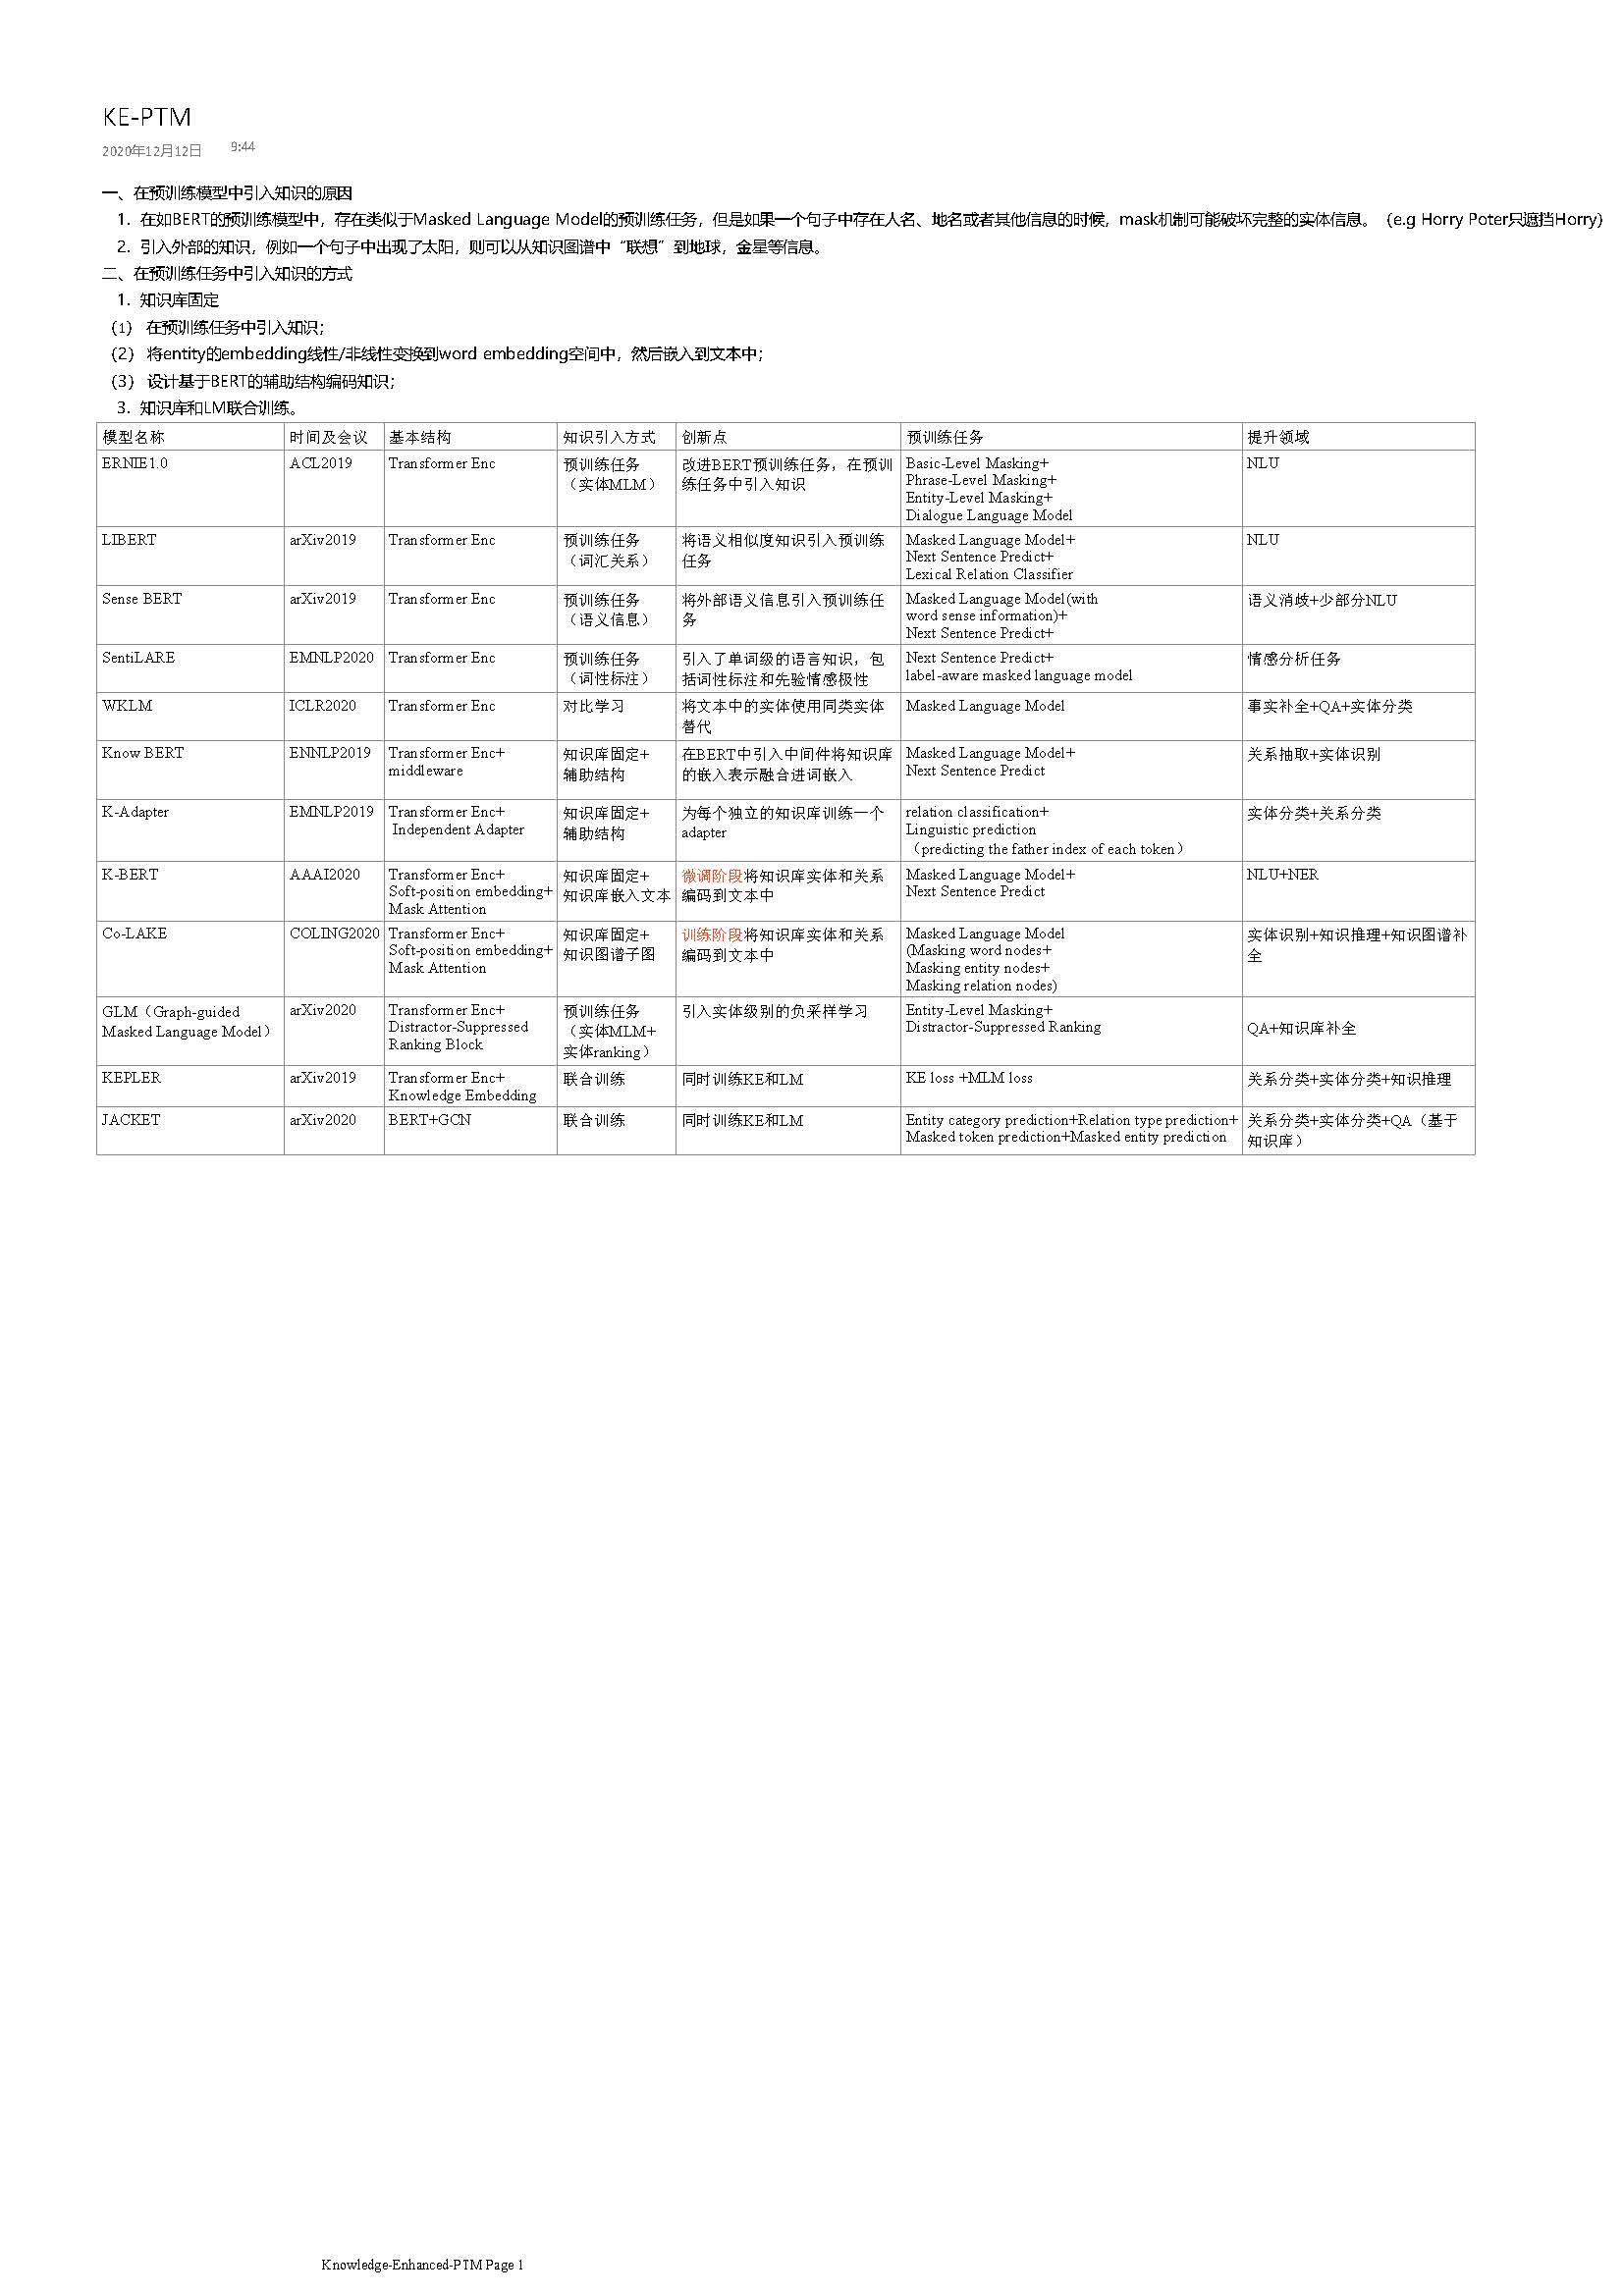 KE-PTM
2020年12月12日 9:44
一、在预训练模型中引入知识的原因
1. 在如BERT的预训练模型中，存在类似于Masked Language Model的预训练任务，但是如果一个句子中存在人名、地名或者其他信息的时候，mask机制可能破坏完整的实体信息。（e.g Horry Poter只遮挡Horry）
2. 引入外部的知识，例如一个句子中出现了太阳，则可以从知识图谱中“联想”到地球，金星等信息。
二、在预训练任务中引入知识的方式
1. 知识库固定
（1） 在预训练任务中引入知识；
（2） 将entity的embedding线性/非线性变换到word embedding空间中，然后嵌入到文本中；
（3） 设计基于BERT的辅助结构编码知识；
3. 知识库和LM联合训练。
模型名称 时间及会议 基本结构 知识引入方式 创新点 预训练任务 提升领域
ERNIE1.0 ACL2019 Transformer Enc 预训练任务 改进BERT预训练任务，在预训 Basic-Level Masking+ NLU
（实体MLM） 练任务中引入知识 Phrase-Level Masking+
Entity-Level Masking+
Dialogue Language Model
LIBERT arXiv2019 Transformer Enc 预训练任务 将语义相似度知识引入预训练 Masked Language Model+ NLU
（词汇关系） 任务 Next Sentence Predict+
Lexical Relation Classifier
Sense BERT arXiv2019 Transformer Enc 预训练任务 将外部语义信息引入预训练任 Masked Language Model(with 语义消歧+少部分NLU
（语义信息） 务 word sense information)+
Next Sentence Predict+
SentiLARE EMNLP2020 Transformer Enc 预训练任务 引入了单词级的语言知识，包 Next Sentence Predict+ 情感分析任务
（词性标注） 括词性标注和先验情感极性 label-aware masked language model
WKLM ICLR2020 Transformer Enc 对比学习 将文本中的实体使用同类实体 Masked Language Model 事实补全+QA+实体分类
替代
Know BERT ENNLP2019 Transformer Enc+ 知识库固定+ 在BERT中引入中间件将知识库 Masked Language Model+ 关系抽取+实体识别
middleware 辅助结构 的嵌入表示融合进词嵌入 Next Sentence Predict
K-Adapter EMNLP2019 Transformer Enc+ 知识库固定+ 为每个独立的知识库训练一个 relation classification+ 实体分类+关系分类
Independent Adapter 辅助结构 adapter Linguistic prediction
（predicting the father index of each token）
K-BERT AAAI2020 Transformer Enc+ 知识库固定+ 微调阶段将知识库实体和关系 Masked Language Model+ NLU+NER
Soft-position embedding+ 知识库嵌入文本 编码到文本中 Next Sentence Predict
Mask Attention
Co-LAKE COLING2020 Transformer Enc+ 知识库固定+ 训练阶段将知识库实体和关系 Masked Language Model 实体识别+知识推理+知识图谱补
Soft-position embedding+ 知识图谱子图 编码到文本中 (Masking word nodes+ 全
Mask Attention Masking entity nodes+
Masking relation nodes)
GLM（Graph-guided arXiv2020 Transformer Enc+ 预训练任务 引入实体级别的负采样学习 Entity-Level Masking+
Masked Language Model） Distractor-Suppressed （实体MLM+ Distractor-Suppressed Ranking QA+知识库补全
Ranking Block 实体ranking）
KEPLER arXiv2019 Transformer Enc+ 联合训练 同时训练KE和LM KE loss +MLM loss 关系分类+实体分类+知识推理
Knowledge Embedding
JACKET arXiv2020 BERT+GCN 联合训练 同时训练KE和LM Entity category prediction+Relation type prediction+ 关系分类+实体分类+QA（基于
Masked token prediction+Masked entity prediction 知识库）
Knowledge-Enhanced-PTM Page 1